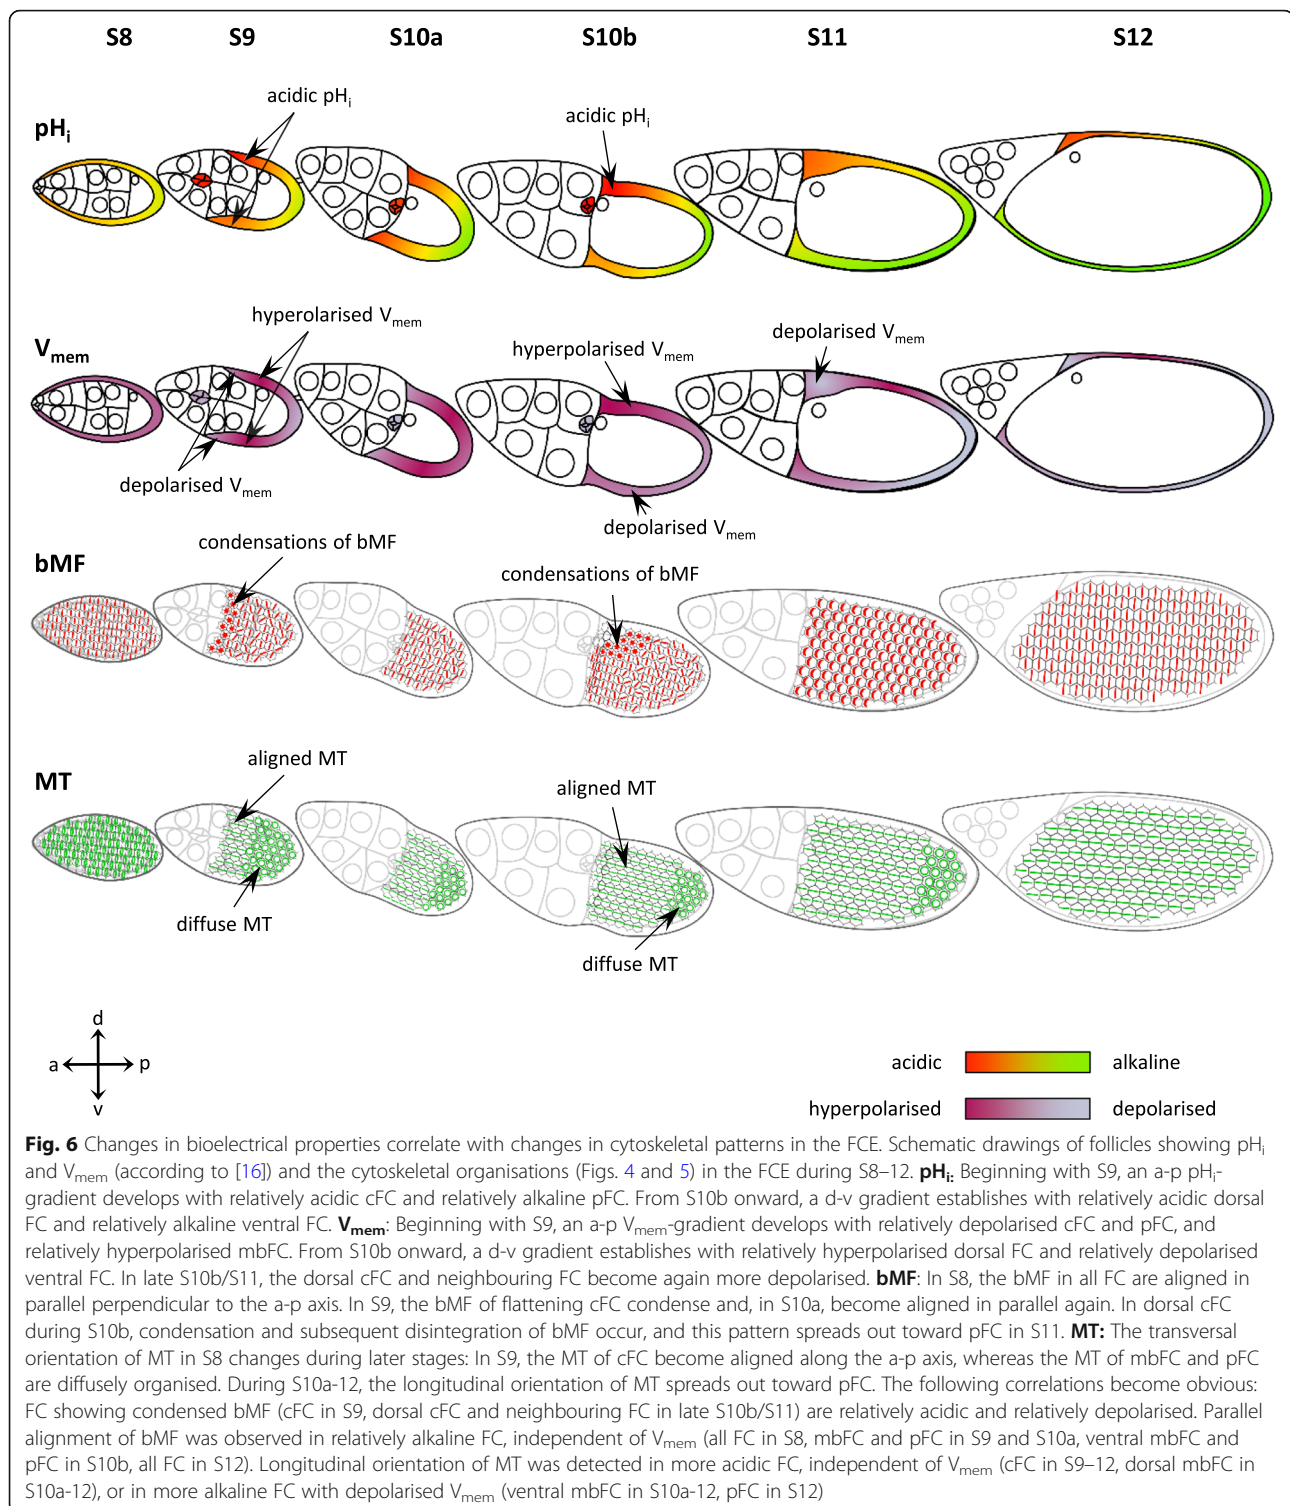 S8 S9 S10a S10b S11 S12
acidic pHi
acidic pHi
pHi
hyperolarised Vmem
depolarised Vmem
hyperpolarised Vmem
Vmem
depolarised Vmem
depolarised Vmem
condensations of bMF
bMF
condensations of bMF
aligned MT
MT
aligned MT
diffuse MT
diffuse MT
d
a p
v
acidic alkaline
hyperpolarised depolarised
Fig. 6 Changes in bioelectrical properties correlate with changes in cytoskeletal patterns in the FCE. Schematic drawings of follicles showing pHi
and Vmem (according to [16]) and the cytoskeletal organisations (Figs. 4 and 5) in the FCE during S8–12. pHi: Beginning with S9, an a-p pHi-
gradient develops with relatively acidic cFC and relatively alkaline pFC. From S10b onward, a d-v gradient establishes with relatively acidic dorsal
FC and relatively alkaline ventral FC. Vmem: Beginning with S9, an a-p Vmem-gradient develops with relatively depolarised cFC and pFC, and
relatively hyperpolarised mbFC. From S10b onward, a d-v gradient establishes with relatively hyperpolarised dorsal FC and relatively depolarised
ventral FC. In late S10b/S11, the dorsal cFC and neighbouring FC become again more depolarised. bMF: In S8, the bMF in all FC are aligned in
parallel perpendicular to the a-p axis. In S9, the bMF of flattening cFC condense and, in S10a, become aligned in parallel again. In dorsal cFC
during S10b, condensation and subsequent disintegration of bMF occur, and this pattern spreads out toward pFC in S11. MT: The transversal
orientation of MT in S8 changes during later stages: In S9, the MT of cFC become aligned along the a-p axis, whereas the MT of mbFC and pFC
are diffusely organised. During S10a-12, the longitudinal orientation of MT spreads out toward pFC. The following correlations become obvious:
FC showing condensed bMF (cFC in S9, dorsal cFC and neighbouring FC in late S10b/S11) are relatively acidic and relatively depolarised. Parallel
alignment of bMF was observed in relatively alkaline FC, independent of Vmem (all FC in S8, mbFC and pFC in S9 and S10a, ventral mbFC and
pFC in S10b, all FC in S12). Longitudinal orientation of MT was detected in more acidic FC, independent of Vmem (cFC in S9–12, dorsal mbFC in
S10a-12), or in more alkaline FC with depolarised Vmem (ventral mbFC in S10a-12, pFC in S12)